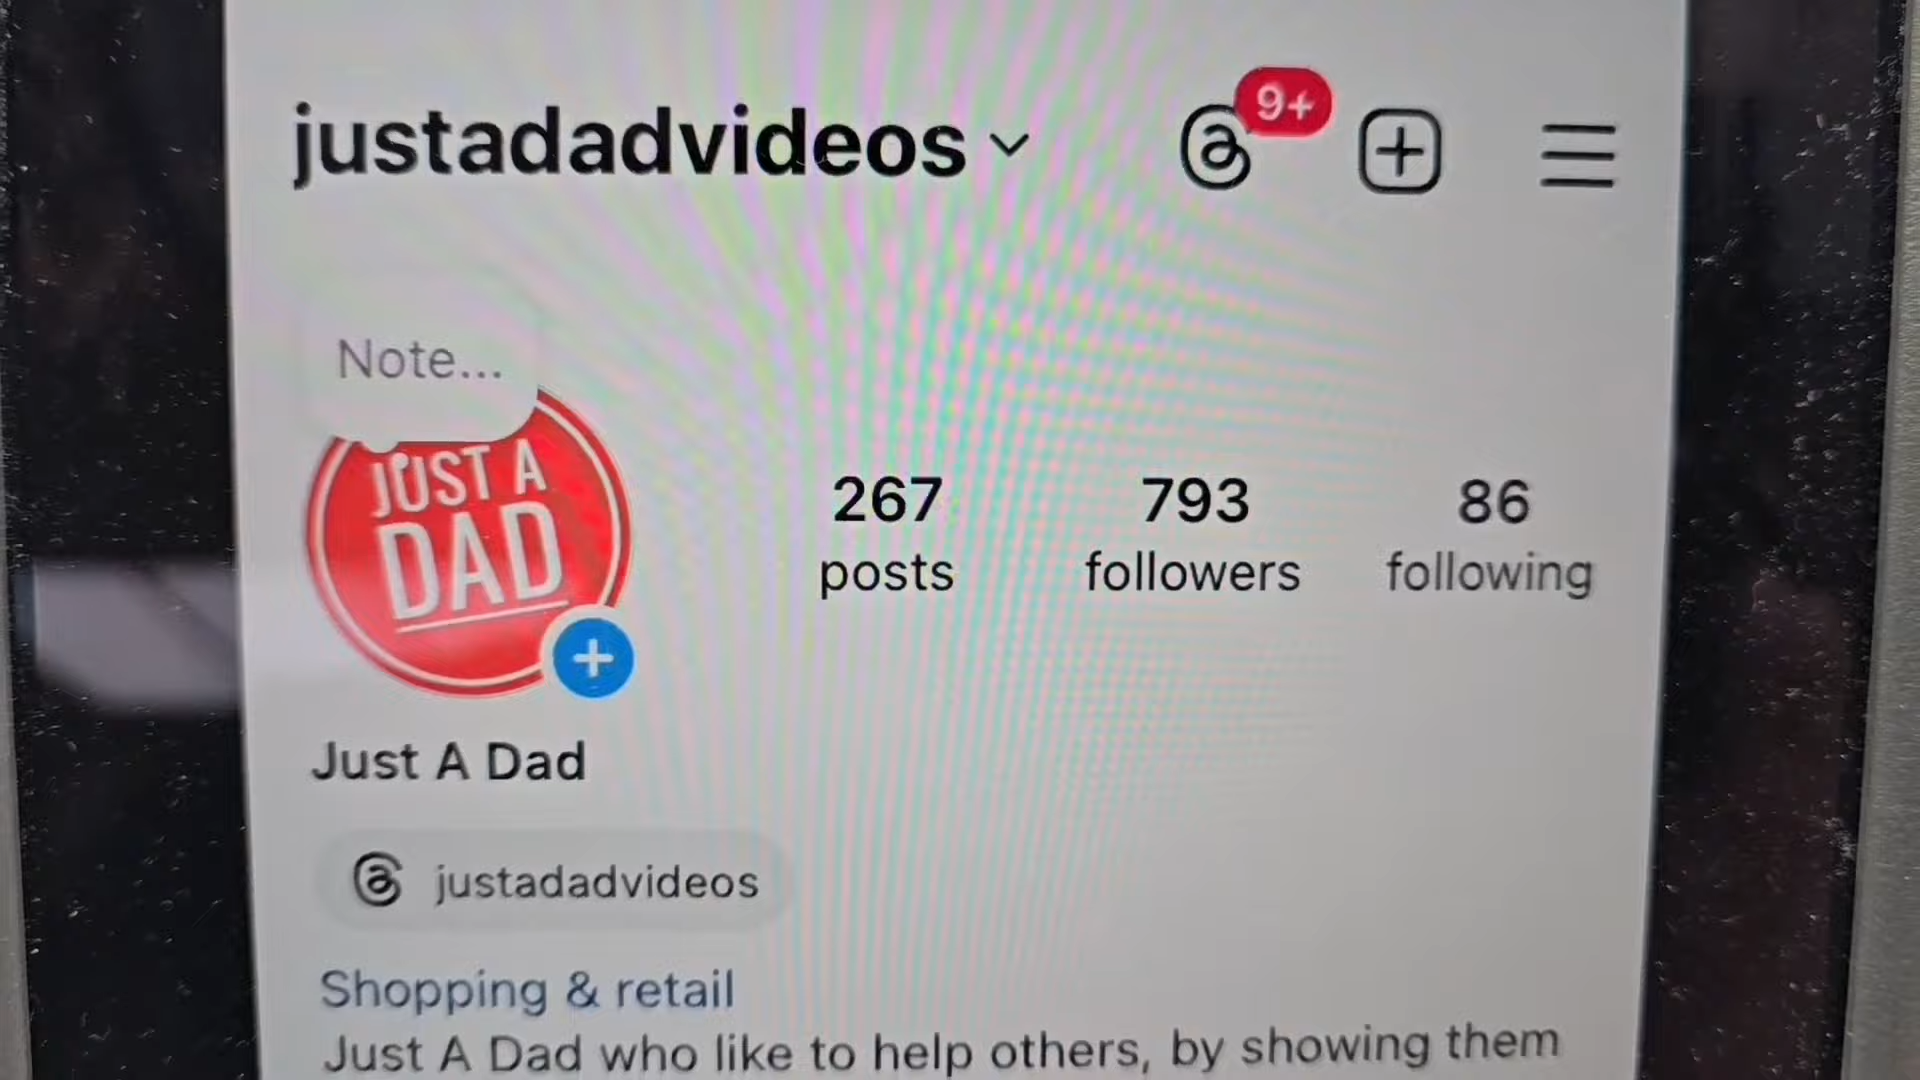 justadadvideos
9+
Note...
JUST A
DAD
267 793 86
posts followers following
Just A Dad
justadadvideos
Shopping & retail
Just A Dad who like to help others, by showing them